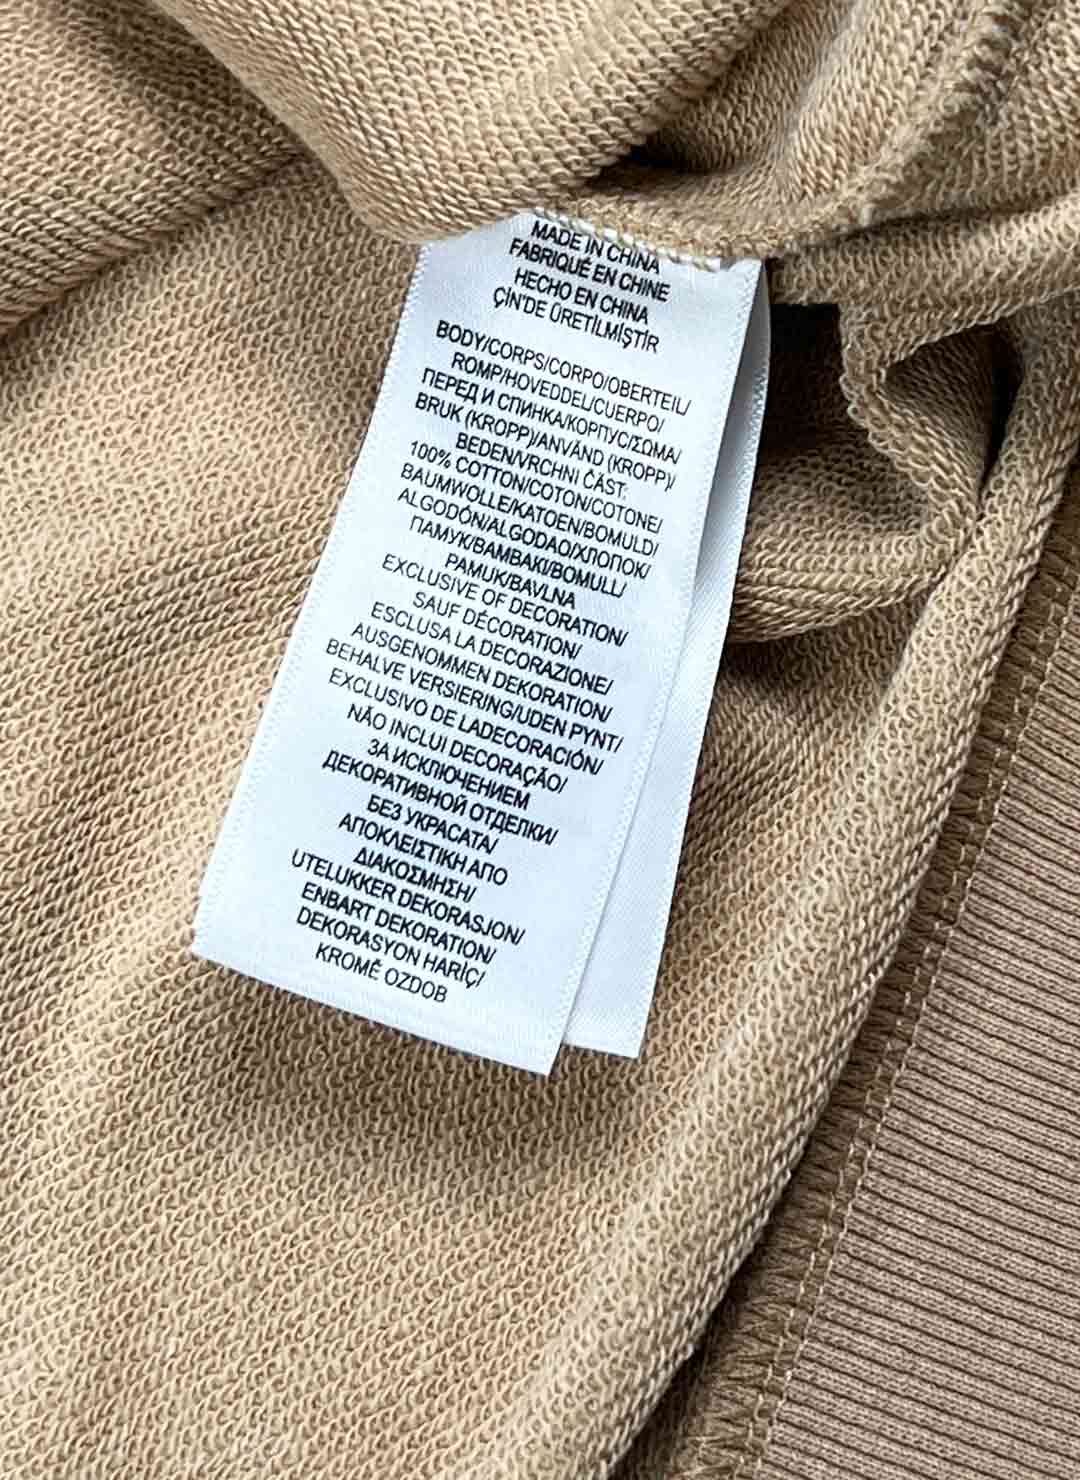 MADE IN CHINA
FABRIQUÉ EN CHINE
HECHO EN CHINA
ÇİN'DE ÜRETİLMİŞTİR
BODY/CORPS/CORPO/OBERTEIL/
ROMP/HOVEDDEL/CUERPO/
ПЕРЕД И СПИНКА/КОРПУС/ΣΩΜΑ/
BRUK (KROPP)/ANVÄND (KROPP)/
BEDEN/VRCHNI ČÁST:
100% COTTON/COTON/COTONE/
BAUMWOLLE/KATOEN/BOMULD/
ALGODÓN/ALGODAO/ХЛОПОК/
ПАМУК/BAMBAKI/BOMULL/
PAMUK/BAVLNA
EXCLUSIVE OF DECORATION/
SAUF DÉCORATION/
ESCLUSA LA DECORAZIONE/
AUSGENOMMEN DEKORATION/
BEHALVE VERSIERING/UDEN PYNT/
EXCLUSIVO DE LADECORACIÓN/
NÃO INCLUI DECORAÇÃO/
ЗА ИСКЛЮЧЕНИЕМ
ДЕКОРАТИВНОЙ ОТДЕЛКИ/
БЕЗ УКРАСАТА/
ΑΠΟΚΛΕΙΣΤΙΚΗ ΑΠΟ
ΔΙΑΚΟΣΜΗΣΗ/
UTELUKKER DEKORASJON/
ENBART DEKORATION/
DEKORASYON HARİÇ/
KROMĚ OZDOB